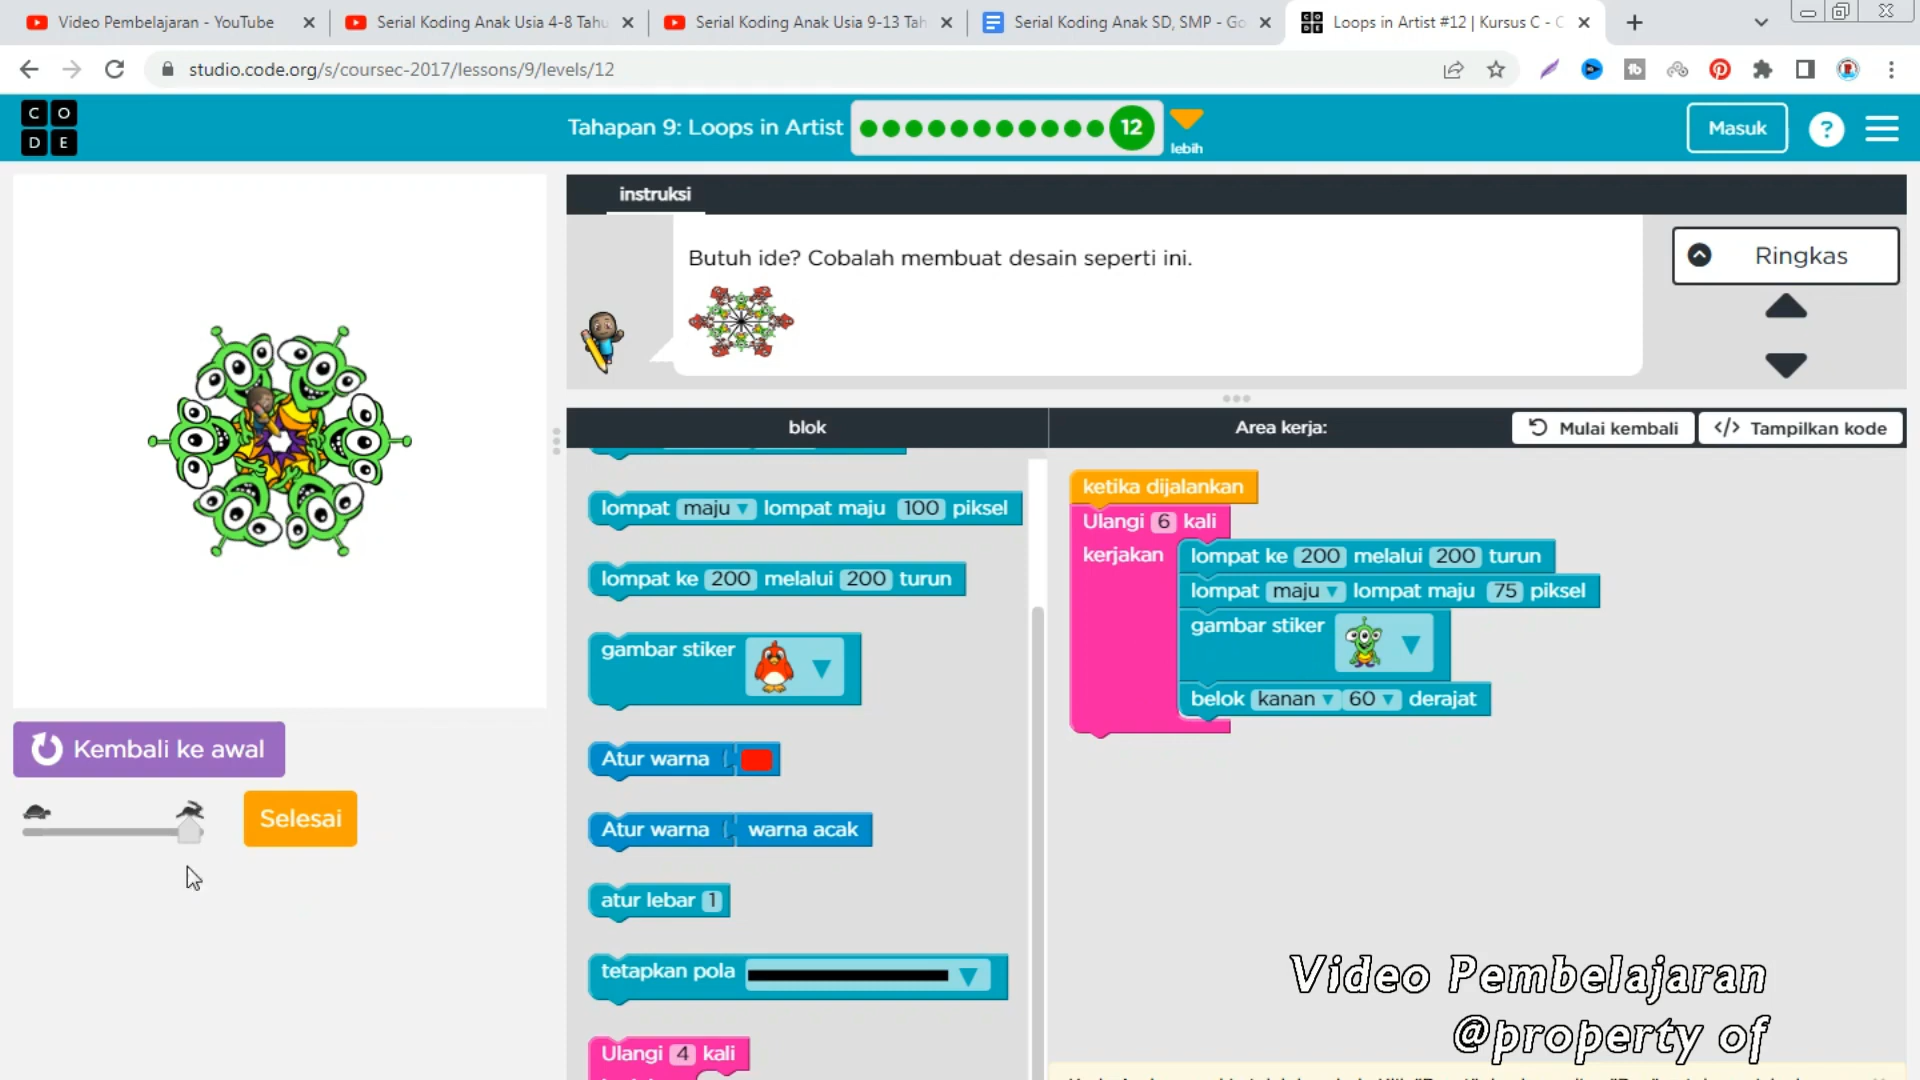 Video Pembelajaran - YouTube
Serial Koding Anak Usia 4-8 Tahu
Serial Koding Anak Usia 9-13 Tah
Serial Koding Anak SD, SMP - Go
Loops in Artist #12 | Kursus C - C
studio.code.org/s/coursec-2017/lessons/9/levels/12
C O
D E
Tahapan 9: Loops in Artist
12
lebih
Masuk
?
instruksi
Butuh ide? Cobalah membuat desain seperti ini.
Ringkas
blok
Area kerja:
Mulai kembali
</> Tampilkan kode
lompat maju lompat maju 100 piksel
lompat ke 200 melalui 200 turun
gambar stiker
Atur warna
Atur warna warna acak
atur lebar 1
tetapkan pola
Ulangi 4 kali
ketika dijalankan
Ulangi 6 kali
kerjakan
lompat ke 200 melalui 200 turun
lompat maju lompat maju 75 piksel
gambar stiker
belok kanan 60 derajat
Kembali ke awal
Selesai
Video Pembelajaran
@property of